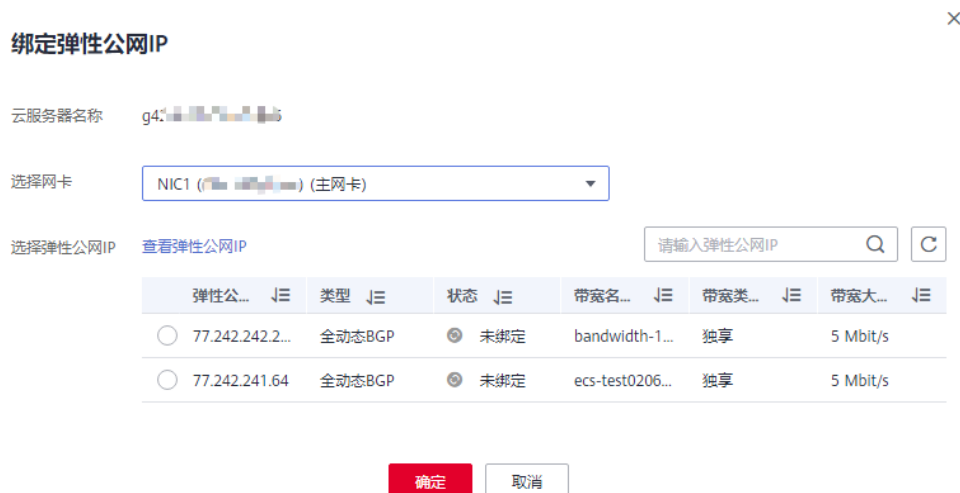 绑定弹性公网IP
云服务器名称
选择网卡 NIC1 ( ) (主网卡)
选择弹性公网IP 查看弹性公网IP 请输入弹性公网IP
弹性公... 类型 状态 带宽名... 带宽类... 带宽大...
77.242.242.2... 全动态BGP 未绑定 bandwidth-1... 独享 5 Mbit/s
77.242.241.64 全动态BGP 未绑定 ecs-test0206... 独享 5 Mbit/s
确定 取消